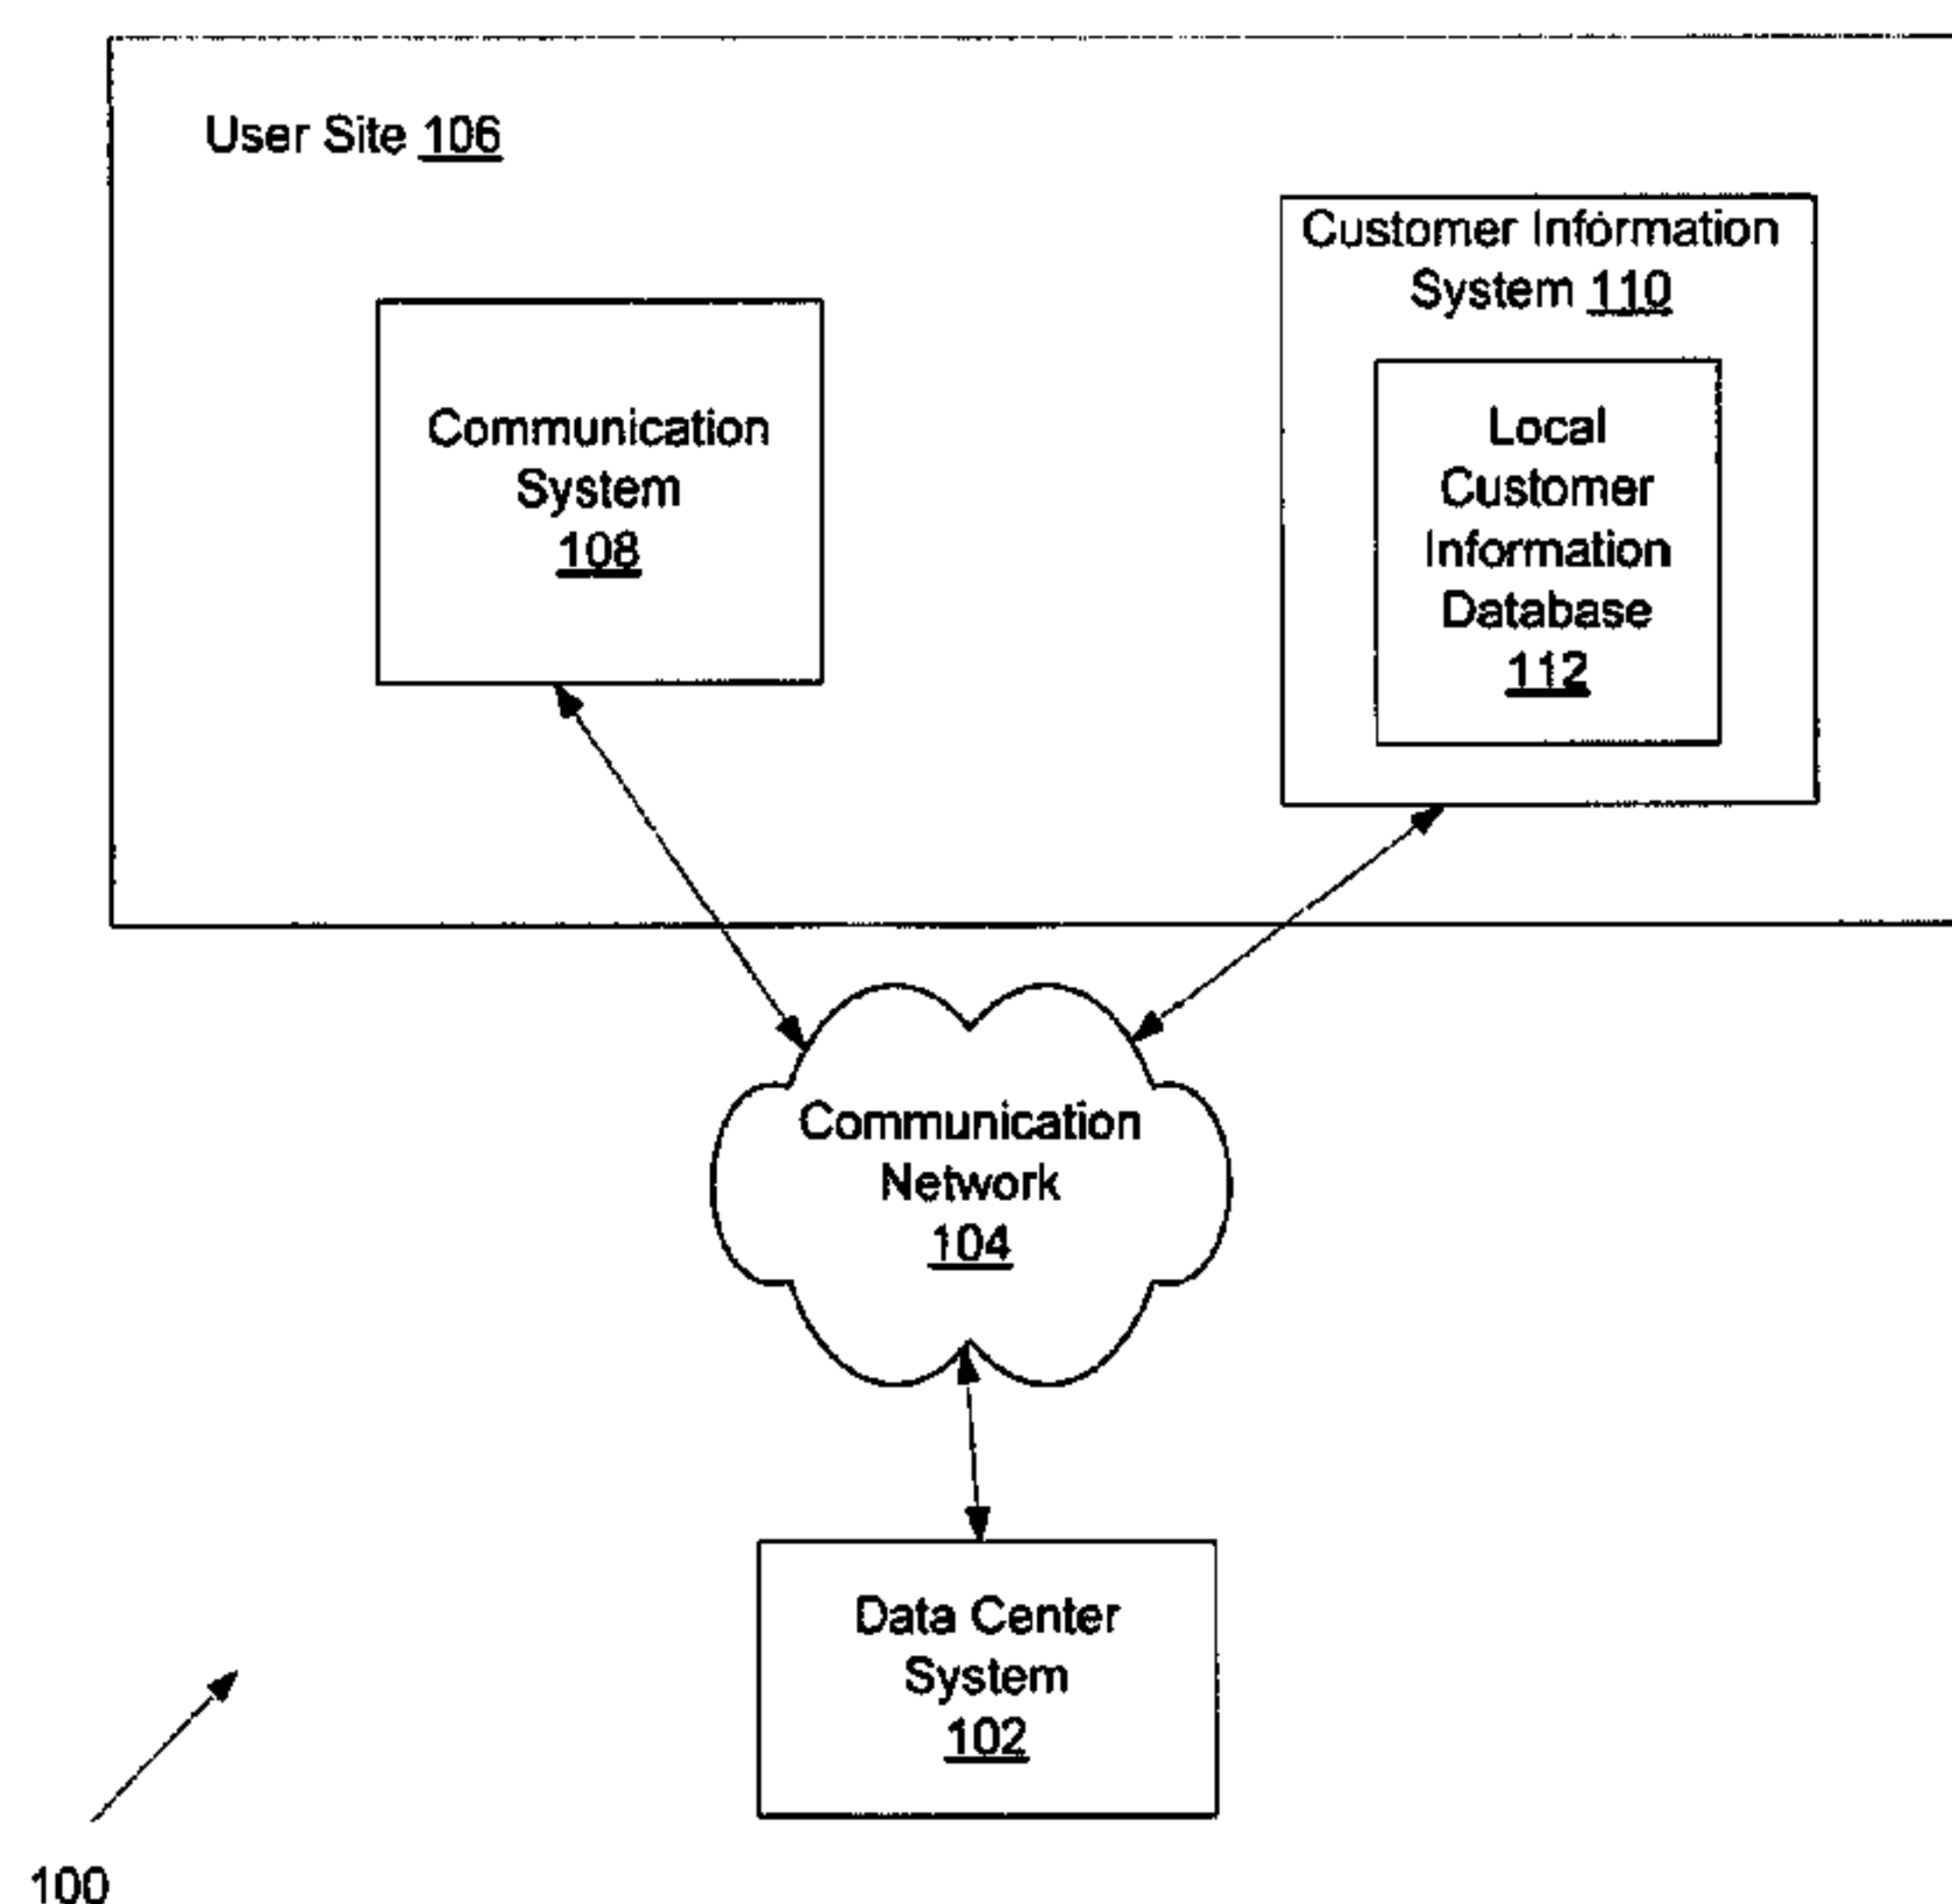 User Site 106
Customer Information
System 110
Communication
System
108
Local
Customer
Information
Database
112
Communication
Network
104
Data Center
System
102
100